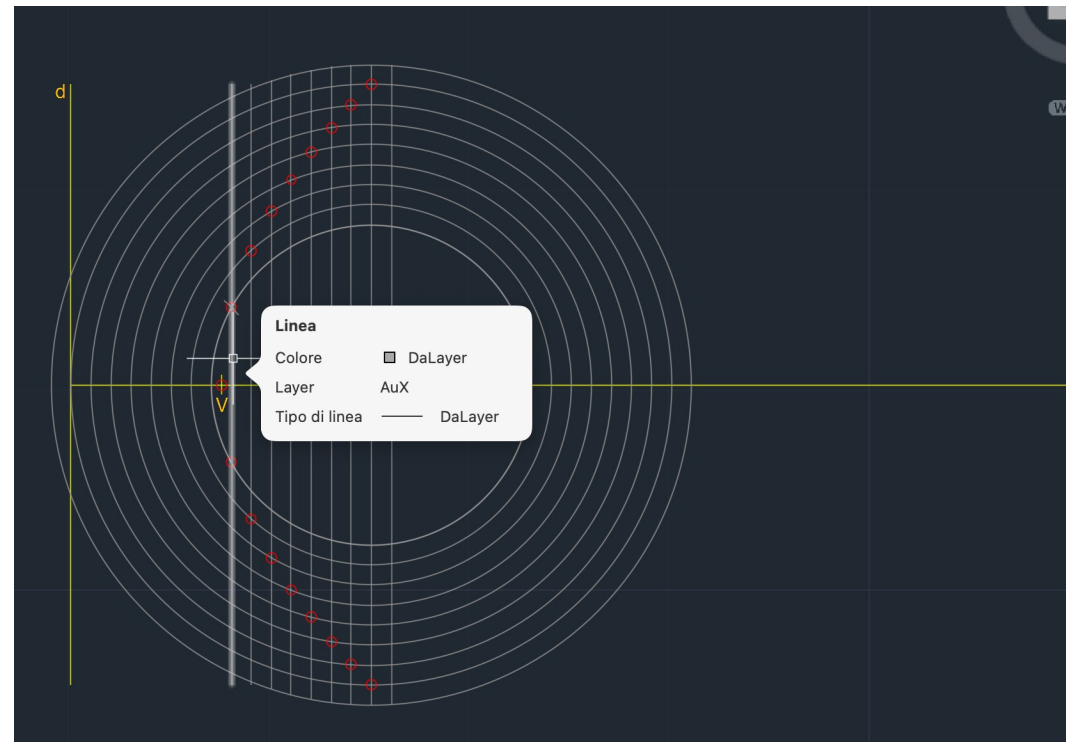 d
W
Linea
Colore DaLayer
Layer AuX
Tipo di linea DaLayer
V